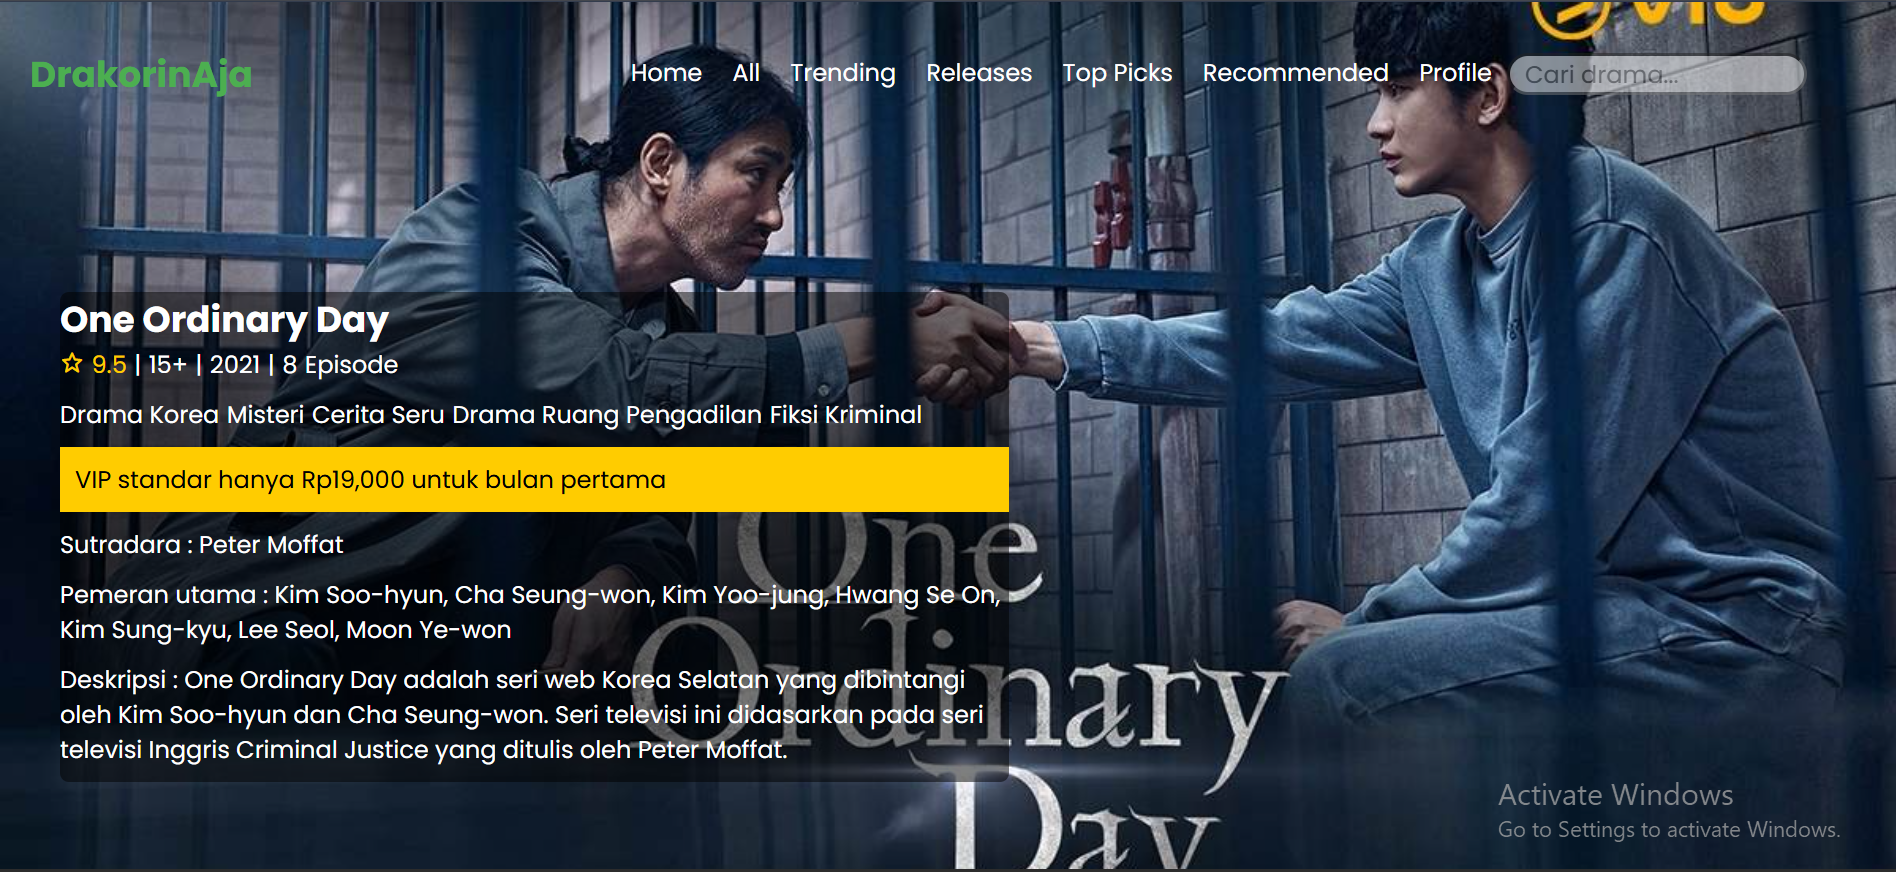 viu
DrakorinAja
Home All Trending Releases Top Picks Recommended Profile Cari drama...
One Ordinary Day
9.5 | 15+ | 2021 | 8 Episode
Drama Korea Misteri Cerita Seru Drama Ruang Pengadilan Fiksi Kriminal
VIP standar hanya Rp19,000 untuk bulan pertama
Sutradara : Peter Moffat
Pemeran utama : Kim Soo-hyun, Cha Seung-won, Kim Yoo-jung, Hwang Se On,
Kim Sung-kyu, Lee Seol, Moon Ye-won
Deskripsi : One Ordinary Day adalah seri web Korea Selatan yang dibintangi
oleh Kim Soo-hyun dan Cha Seung-won. Seri televisi ini didasarkan pada seri
televisi Inggris Criminal Justice yang ditulis oleh Peter Moffat.
One
Ordinary
Day
Activate Windows
Go to Settings to activate Windows.